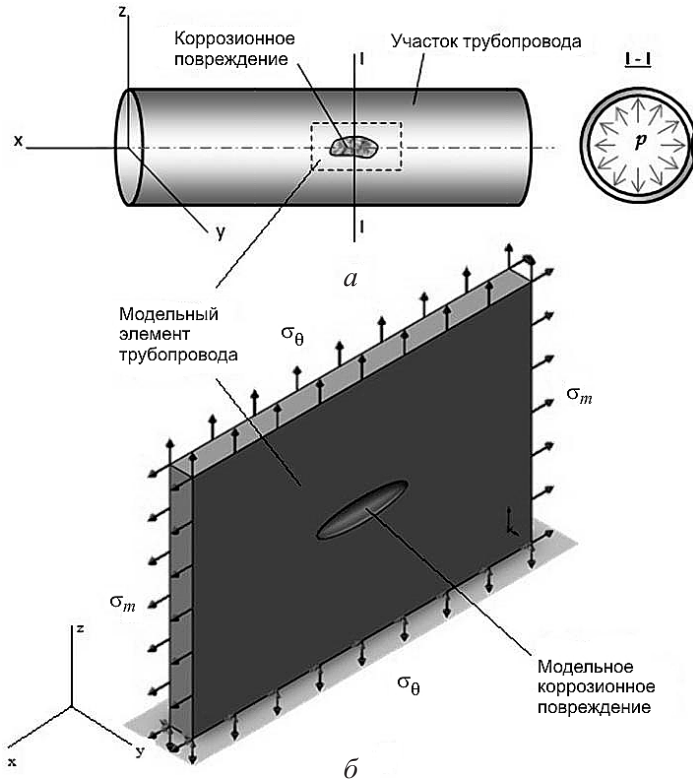 z
Коррозионное
повреждение
I
Участок трубопровода
I - I
x
p
y
I
а
Модельный
элемент
трубопровода
σθ
σm
σm
z
x
y
σθ
Модельное
коррозионное
повреждение
б